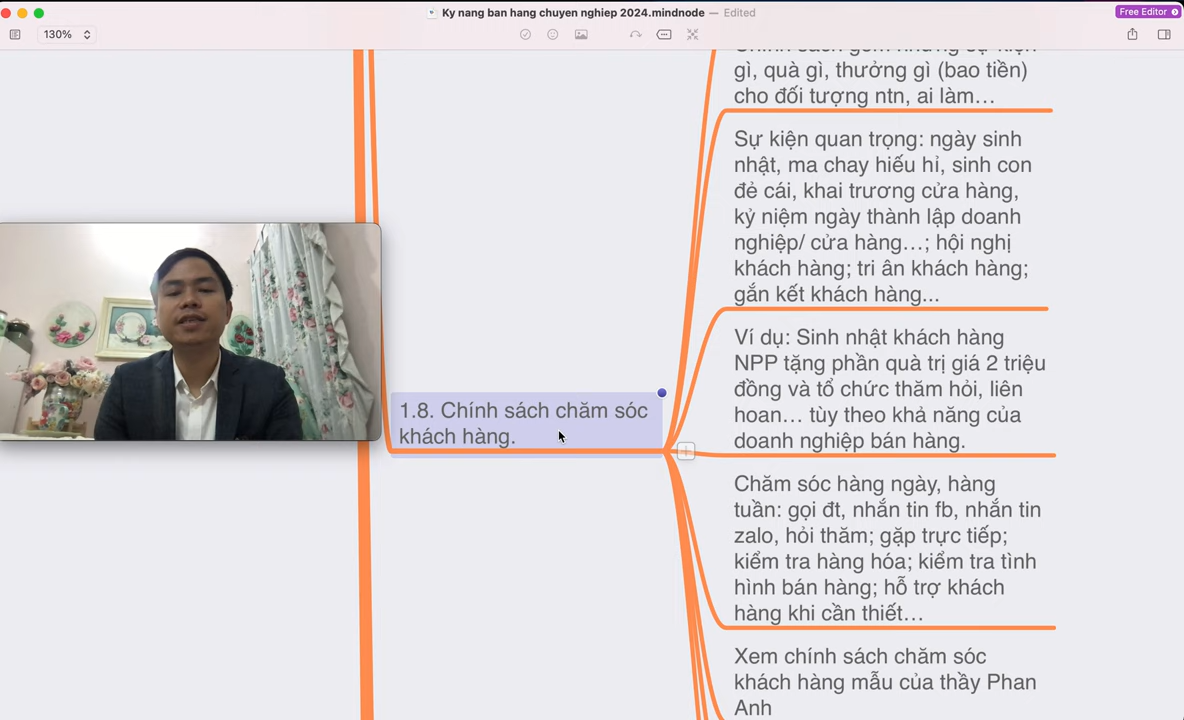 Ky nang ban hang chuyen nghiep 2024.mindnode — Edited
Free Editor
130%
Chính sách gồm những sự kiện
gì, quà gì, thưởng gì (bao tiền)
cho đối tượng ntn, ai làm…
Sự kiện quan trọng: ngày sinh
nhật, ma chay hiếu hỉ, sinh con
đẻ cái, khai trương cửa hàng,
kỷ niệm ngày thành lập doanh
nghiệp/ cửa hàng…; hội nghị
khách hàng; tri ân khách hàng;
gắn kết khách hàng...
1.8. Chính sách chăm sóc
khách hàng.
Ví dụ: Sinh nhật khách hàng
NPP tặng phần quà trị giá 2 triệu
đồng và tổ chức thăm hỏi, liên
hoan… tùy theo khả năng của
doanh nghiệp bán hàng.
Chăm sóc hàng ngày, hàng
tuần: gọi đt, nhắn tin fb, nhắn tin
zalo, hỏi thăm; gặp trực tiếp;
kiểm tra hàng hóa; kiểm tra tình
hình bán hàng; hỗ trợ khách
hàng khi cần thiết…
Xem chính sách chăm sóc
khách hàng mẫu của thầy Phan
Anh